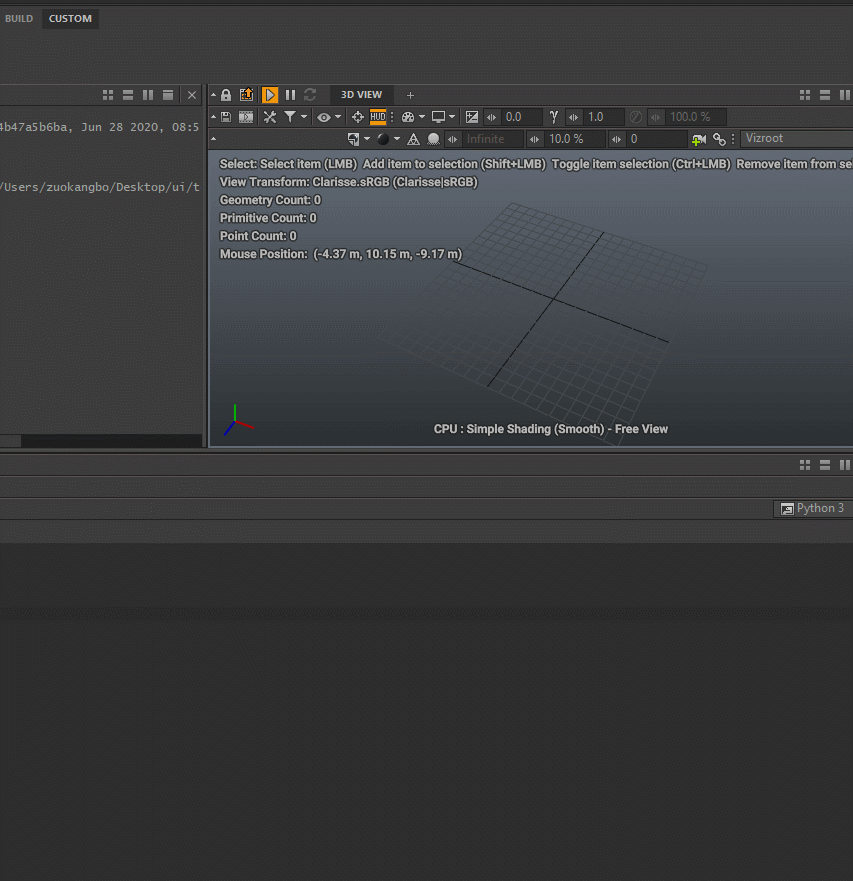 BUILD CUSTOM
3D VIEW +
4b47a5b6ba, Jun 28 2020, 08:5
HUD 0.0 γ 1.0 100.0 %
Infinite 10.0 % 0 Vizroot
Select: Select item (LMB) Add item to selection (Shift+LMB) Toggle item selection (Ctrl+LMB) Remove item from se
/Users/zuokangbo/Desktop/ui/t
View Transform: Clarisse.sRGB (Clarisse|sRGB)
Geometry Count: 0
Primitive Count: 0
Point Count: 0
Mouse Position: (-4.37 m, 10.15 m, -9.17 m)
CPU : Simple Shading (Smooth) - Free View
Python 3